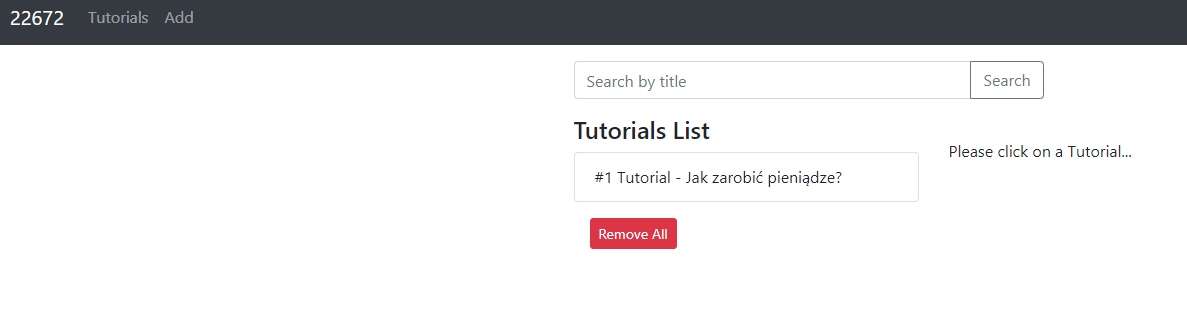 22672 Tutorials Add
Search by title Search
Tutorials List
Please click on a Tutorial...
#1 Tutorial - Jak zarobić pieniądze?
Remove All